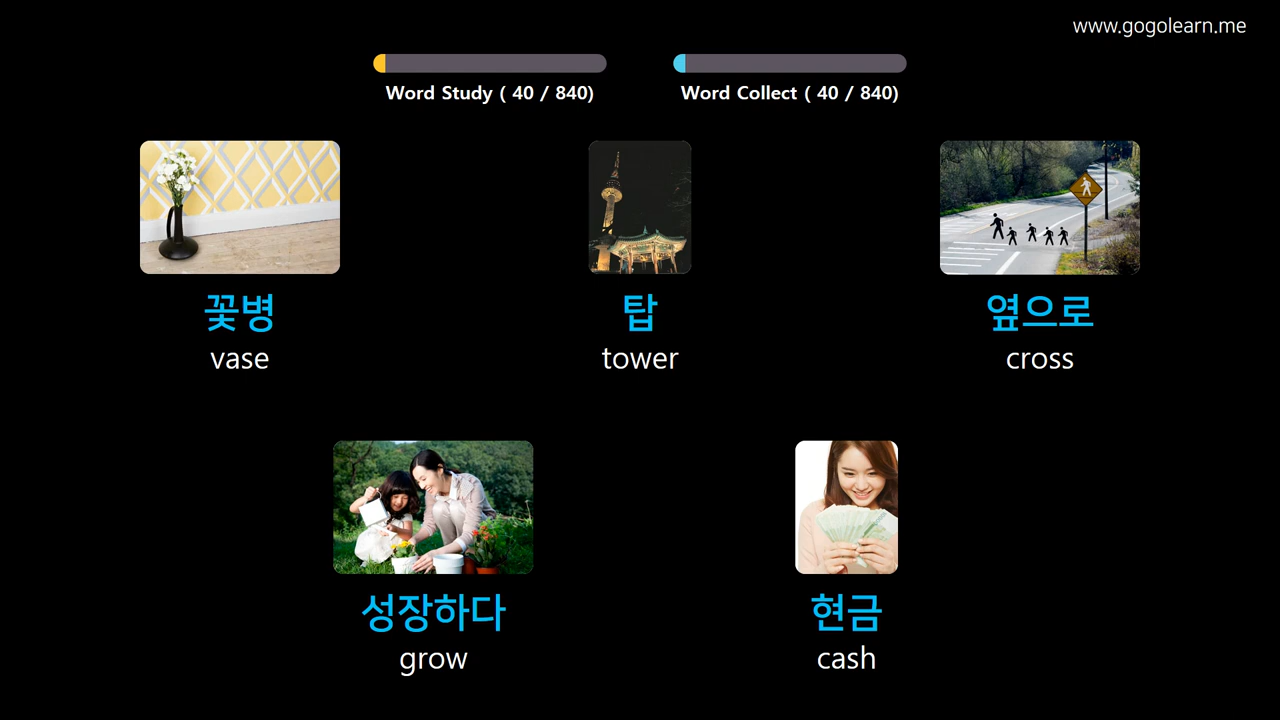 www.gogolearn.me
Word Study ( 40 / 840)
Word Collect ( 40 / 840)
꽃병
vase
탑
tower
옆으로
cross
성장하다
grow
현금
cash